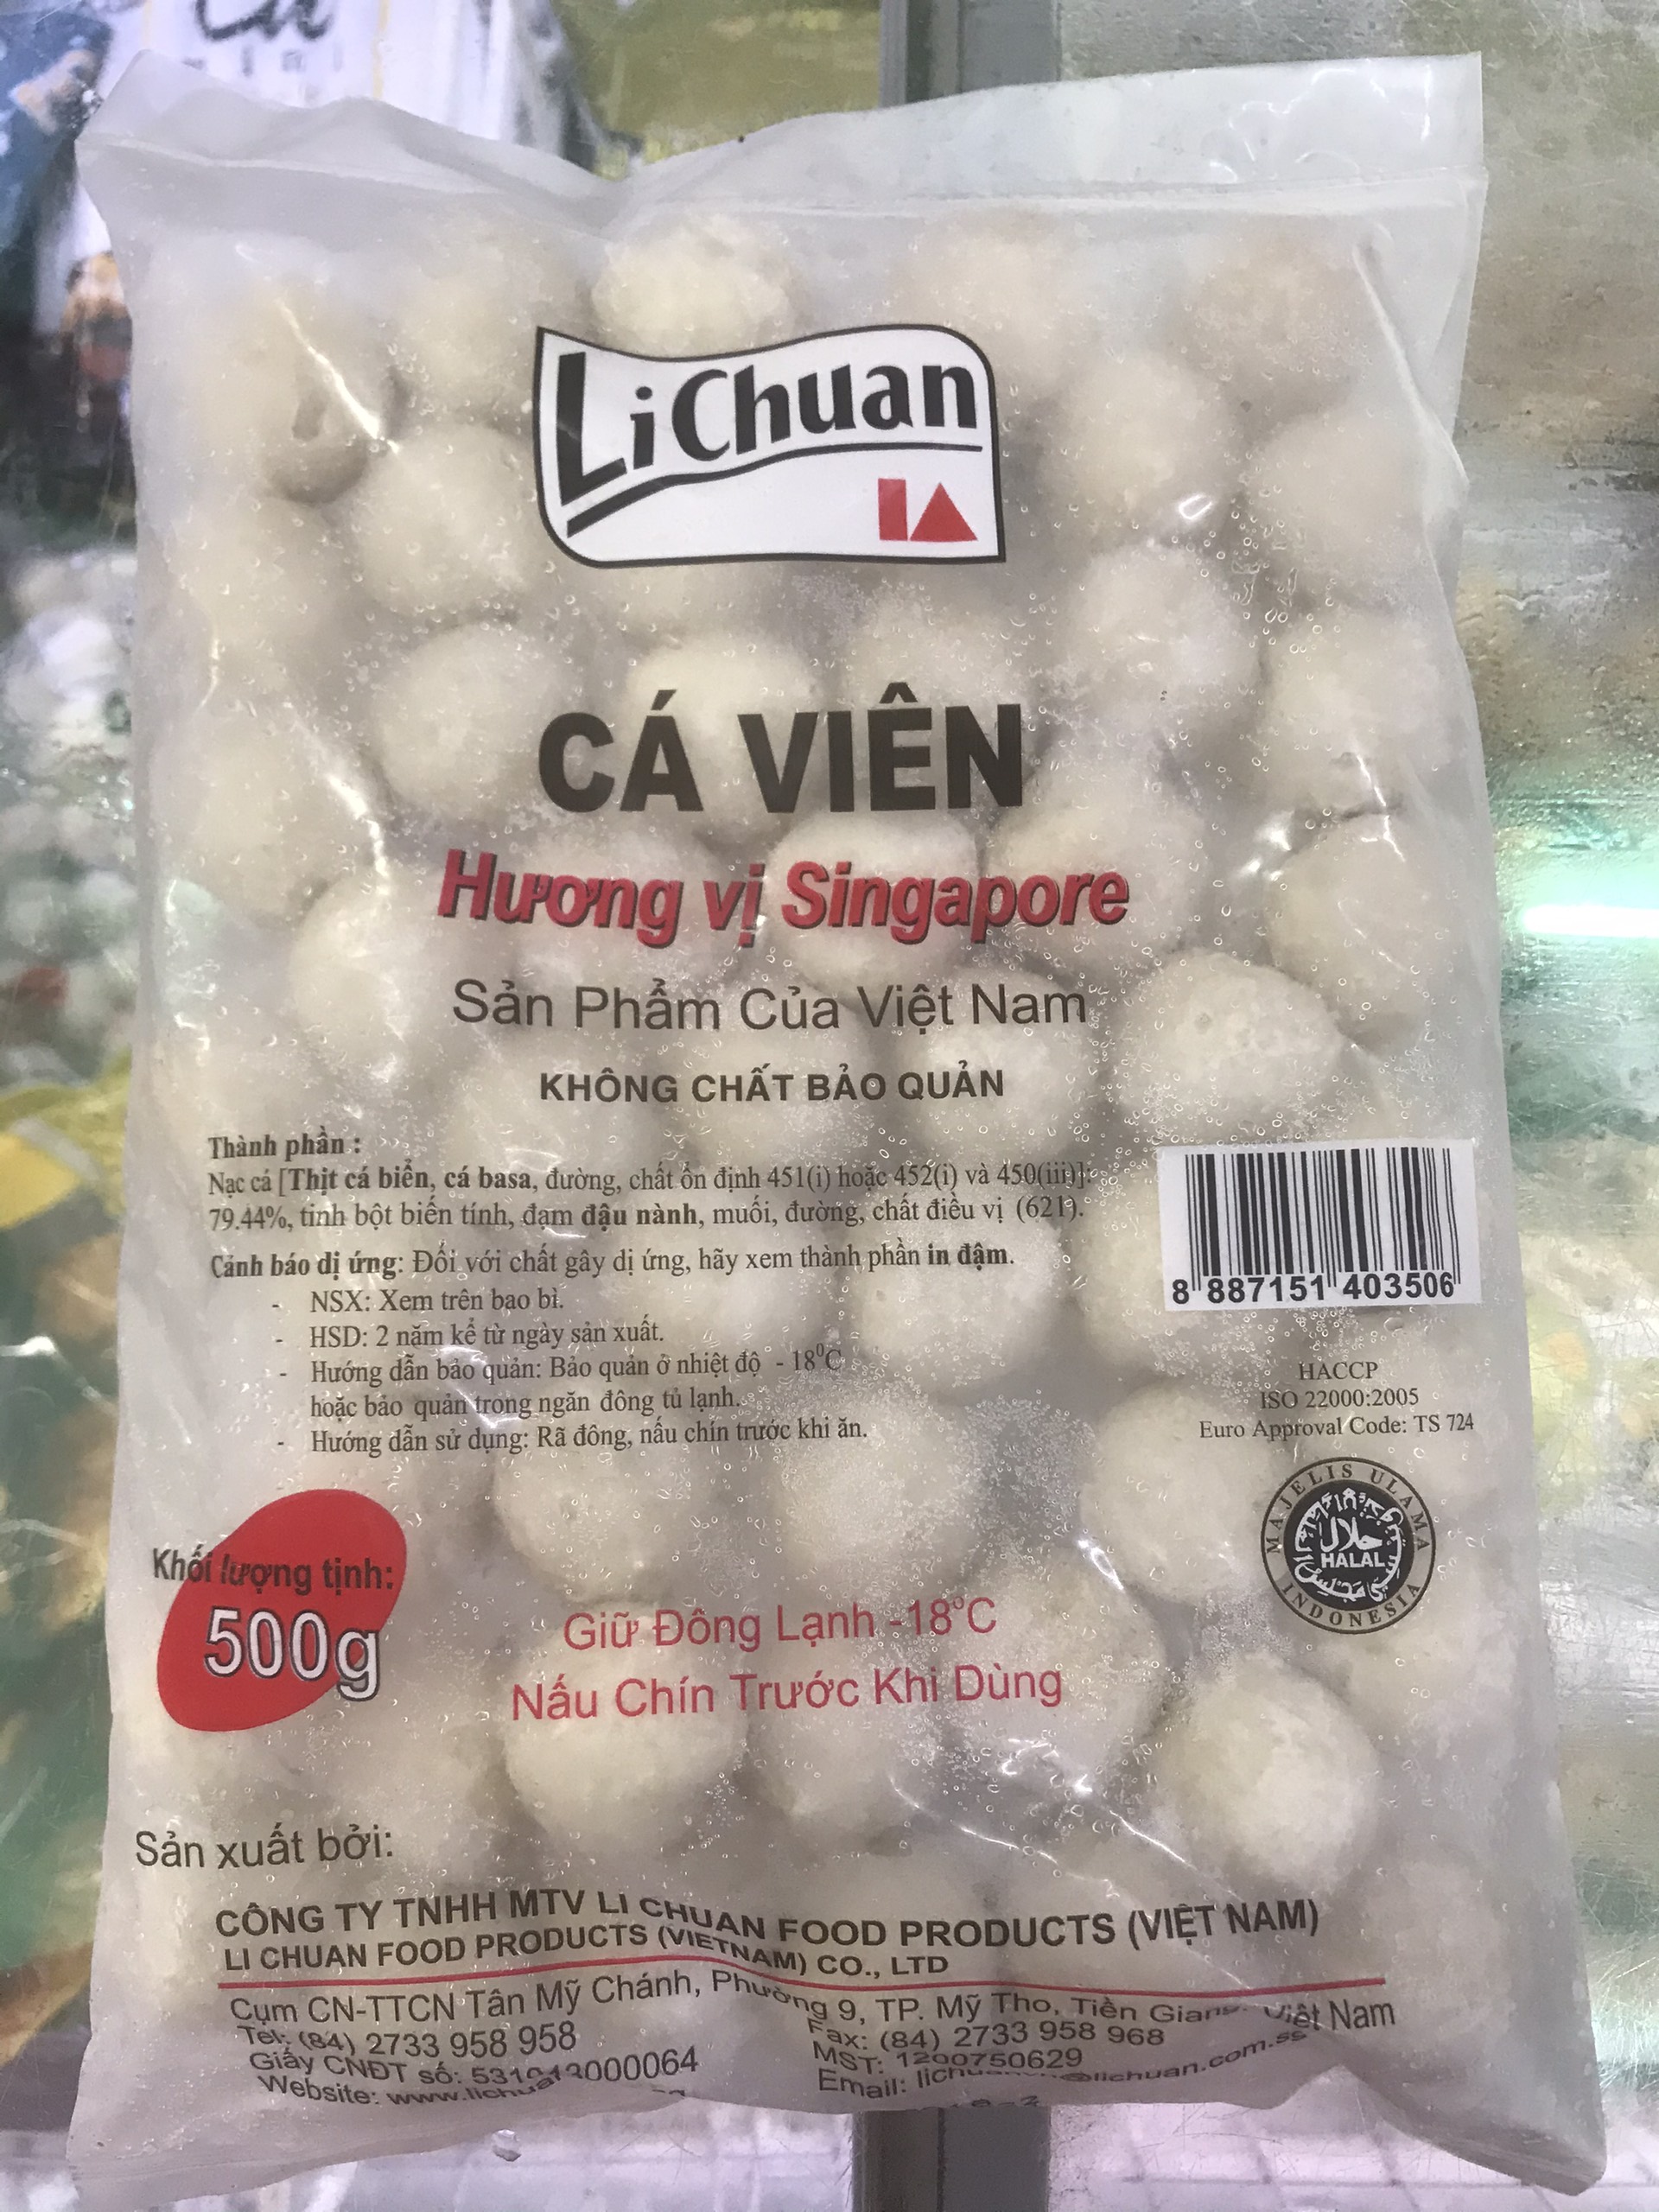 LiChuan
CÁ VIÊN
Hương vị Singapore
Sản Phẩm Của Việt Nam
KHÔNG CHẤT BẢO QUẢN
Thành phần :
Nạc cá [Thịt cá biển, cá basa, đường, chất ổn định 451(i) hoặc 452(i) và 450(iii)]:
79.44%, tinh bột biến tính, đạm đậu nành, muối, đường, chất điều vị (621).
Cảnh báo dị ứng: Đối với chất gây dị ứng, hãy xem thành phần in đậm.
- NSX: Xem trên bao bì.
- HSD: 2 năm kể từ ngày sản xuất.
- Hướng dẫn bảo quản: Bảo quản ở nhiệt độ - 18⁰C
hoặc bảo quản trong ngăn đông tủ lạnh.
- Hướng dẫn sử dụng: Rã đông, nấu chín trước khi ăn.
8 887151 403506
HACCP
ISO 22000:2005
Euro Approval Code: TS 724
MAJELIS ULAMA
حلال
HALAL
INDONESIA
Khối lượng tịnh:
500g
Giữ Đông Lạnh -18°C
Nấu Chín Trước Khi Dùng
Sản xuất bởi:
CÔNG TY TNHH MTV LI CHUAN FOOD PRODUCTS (VIỆT NAM)
LI CHUAN FOOD PRODUCTS (VIETNAM) CO., LTD
Cụm CN-TTCN Tân Mỹ Chánh, Phường 9, TP. Mỹ Tho, Tiền Giang. Việt Nam
Tel: (84) 2733 958 958
Fax: (84) 2733 958 968
Giấy CNĐT số:
MST: 1200750629
Website:
Email: